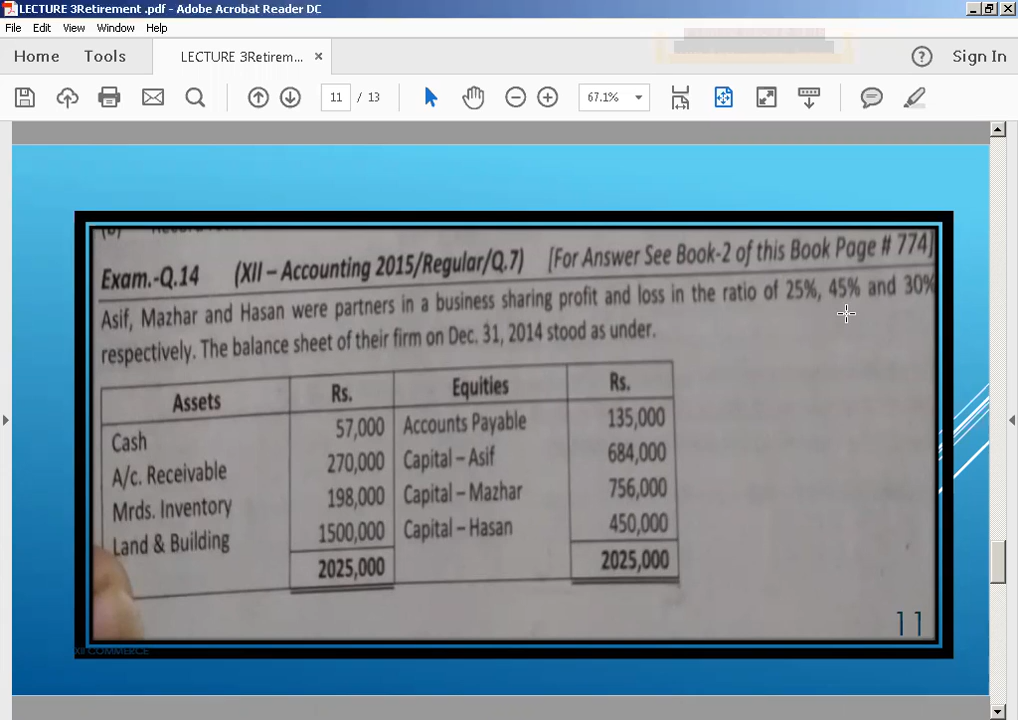 LECTURE 3Retirement .pdf - Adobe Acrobat Reader DC
File Edit View Window Help
Home Tools LECTURE 3Retirem... × Sign In
11 / 13 67.1%
Exam.-Q.14 (XII – Accounting 2015/Regular/Q.7) [For Answer See Book-2 of this Book Page # 774]
Asif, Mazhar and Hasan were partners in a business sharing profit and loss in the ratio of 25%, 45% and 30%
respectively. The balance sheet of their firm on Dec. 31, 2014 stood as under.
Assets Rs. Equities Rs.
Cash 57,000 Accounts Payable 135,000
A/c. Receivable 270,000 Capital – Asif 684,000
Mrds. Inventory 198,000 Capital – Mazhar 756,000
Land & Building 1500,000 Capital – Hasan 450,000
2025,000 2025,000
11
XII COMMERCE